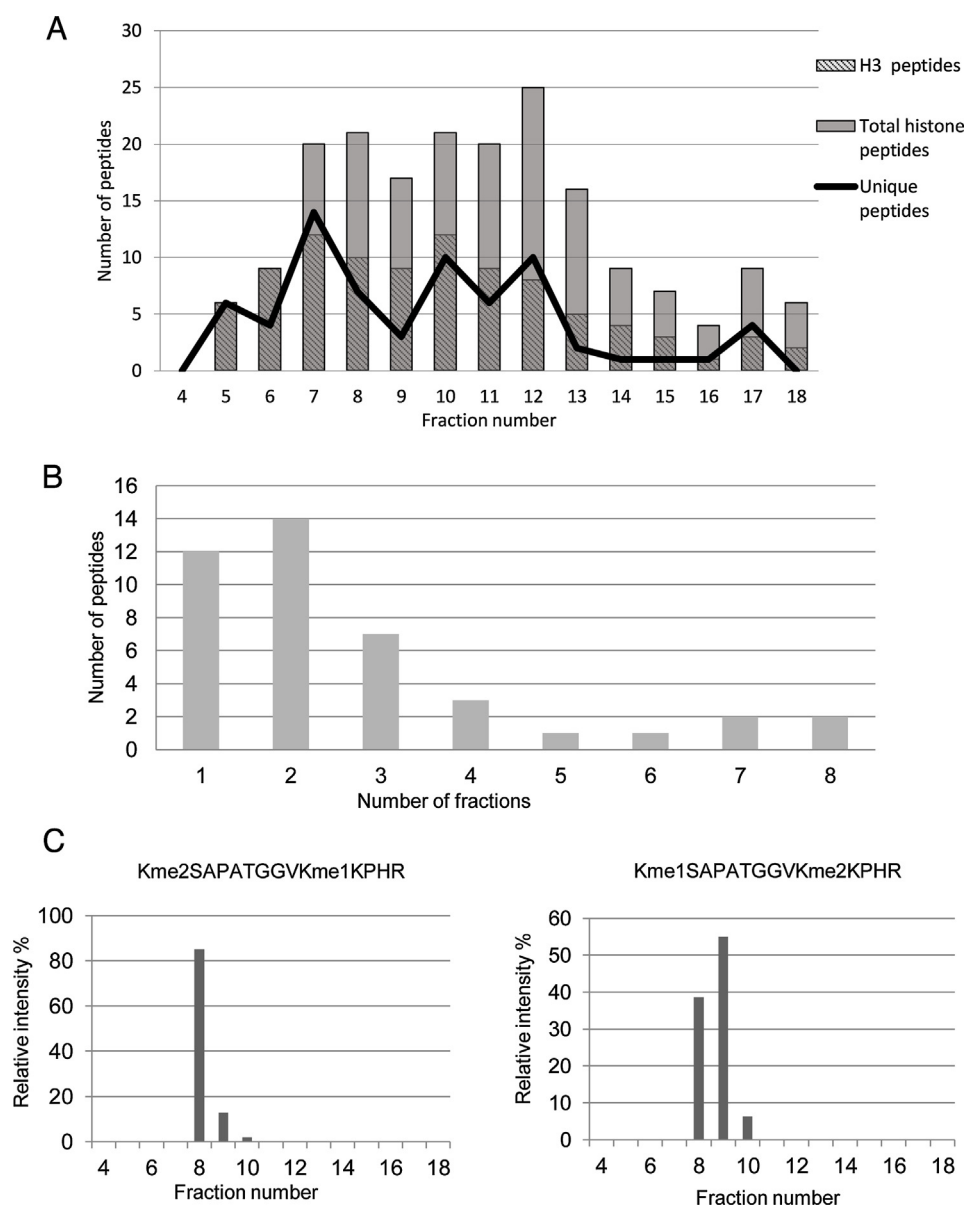 A
30
25
20
15
10
5
0
Number of peptides
4 5 6 7 8 9 10 11 12 13 14 15 16 17 18
Fraction number
H3 peptides
Total histone
peptides
Unique
peptides
B
16
14
12
10
8
6
4
2
0
Number of peptides
1 2 3 4 5 6 7 8
Number of fractions
C
Kme2SAPATGGVKme1KPHR
100
80
60
40
20
0
Relative intensity %
4 6 8 10 12 14 16 18
Fraction number
Kme1SAPATGGVKme2KPHR
60
50
40
30
20
10
0
Relative intensity %
4 6 8 10 12 14 16 18
Fraction number